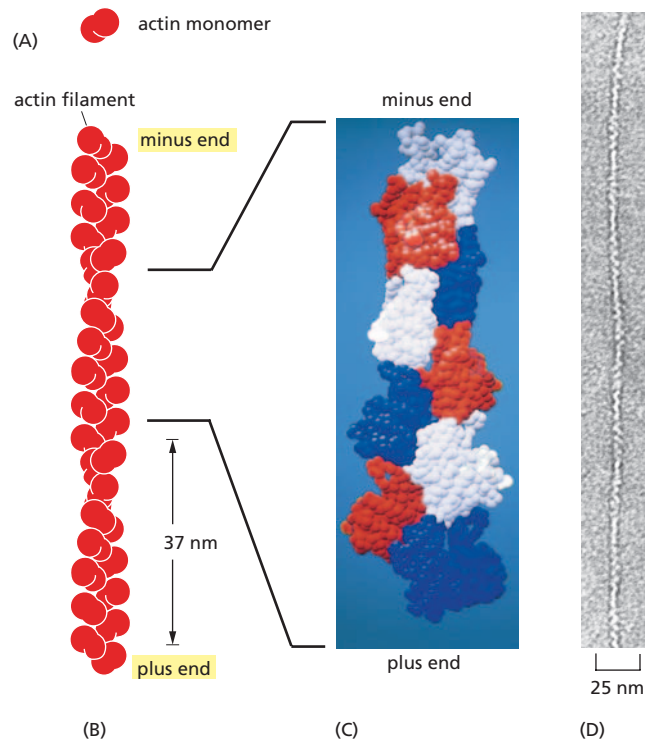 (A)
actin monomer
actin filament
minus end
37 nm
plus end
(B)
minus end
plus end
(C)
25 nm
(D)